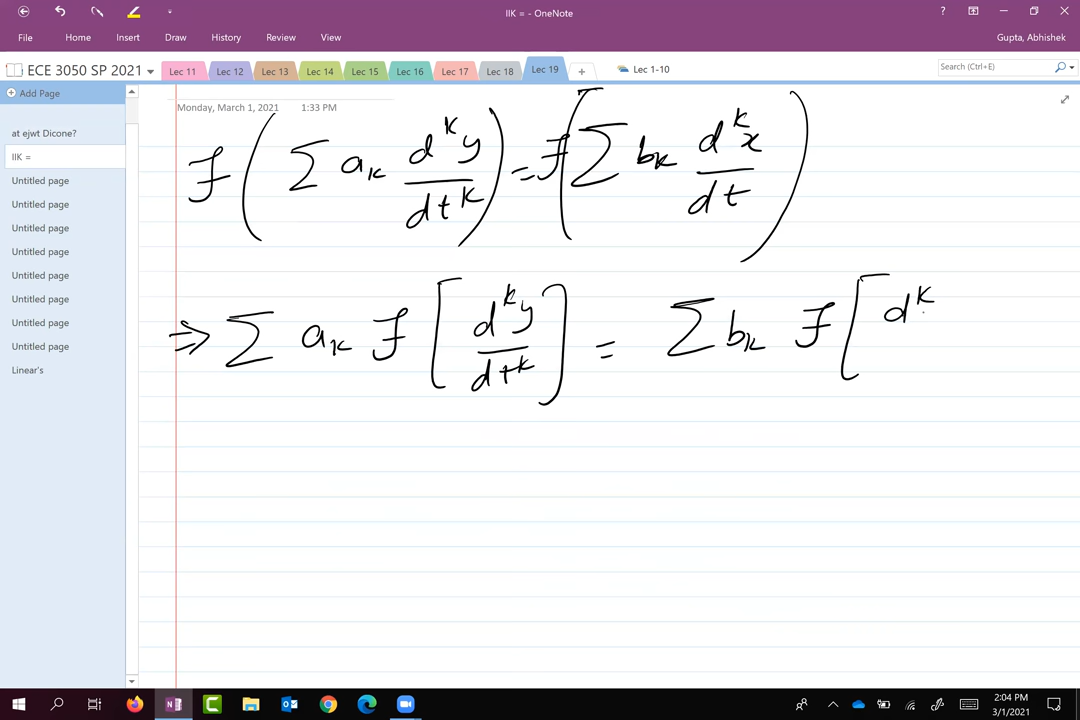 IIK = - OneNote
File Home Insert Draw History Review View Gupta, Abhishek
ECE 3050 SP 2021 Lec 11 Lec 12 Lec 13 Lec 14 Lec 15 Lec 16 Lec 17 Lec 18 Lec 19 Lec 1-10 Search (Ctrl+E)
Add Page
Monday, March 1, 2021 1:33 PM
at ejwt Dicone?
IIK =
Untitled page
Untitled page
Untitled page
Untitled page
Untitled page
Untitled page
Untitled page
Untitled page
Linear's
F ( Σ aₖ dᵏy/dtᵏ ) = F [ Σ bₖ dᵏx/dt )
⇒ Σ aₖ F [ dᵏy/dtᵏ ] = Σ bₖ F [ dᵏ
2:04 PM
3/1/2021